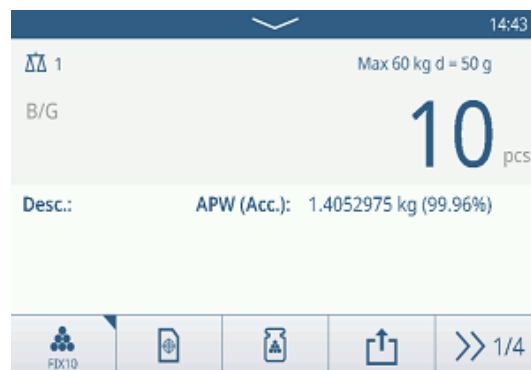 14:43
1 Max 60 kg d = 50 g
B/G
10 pcs
Desc.: APW (Acc.): 1.4052975 kg (99.96%)
FIX10 1/4